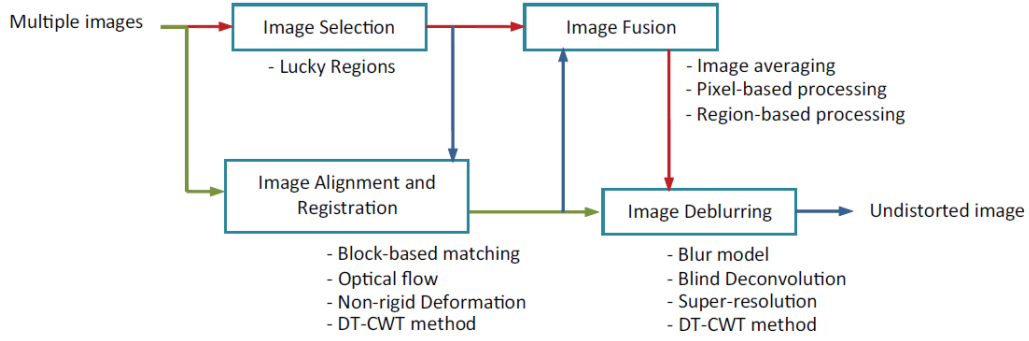 Multiple images
Image Selection
- Lucky Regions
Image Fusion
- Image averaging
- Pixel-based processing
- Region-based processing
Image Alignment and
Registration
- Block-based matching
- Optical flow
- Non-rigid Deformation
- DT-CWT method
Image Deblurring
- Blur model
- Blind Deconvolution
- Super-resolution
- DT-CWT method
Undistorted image